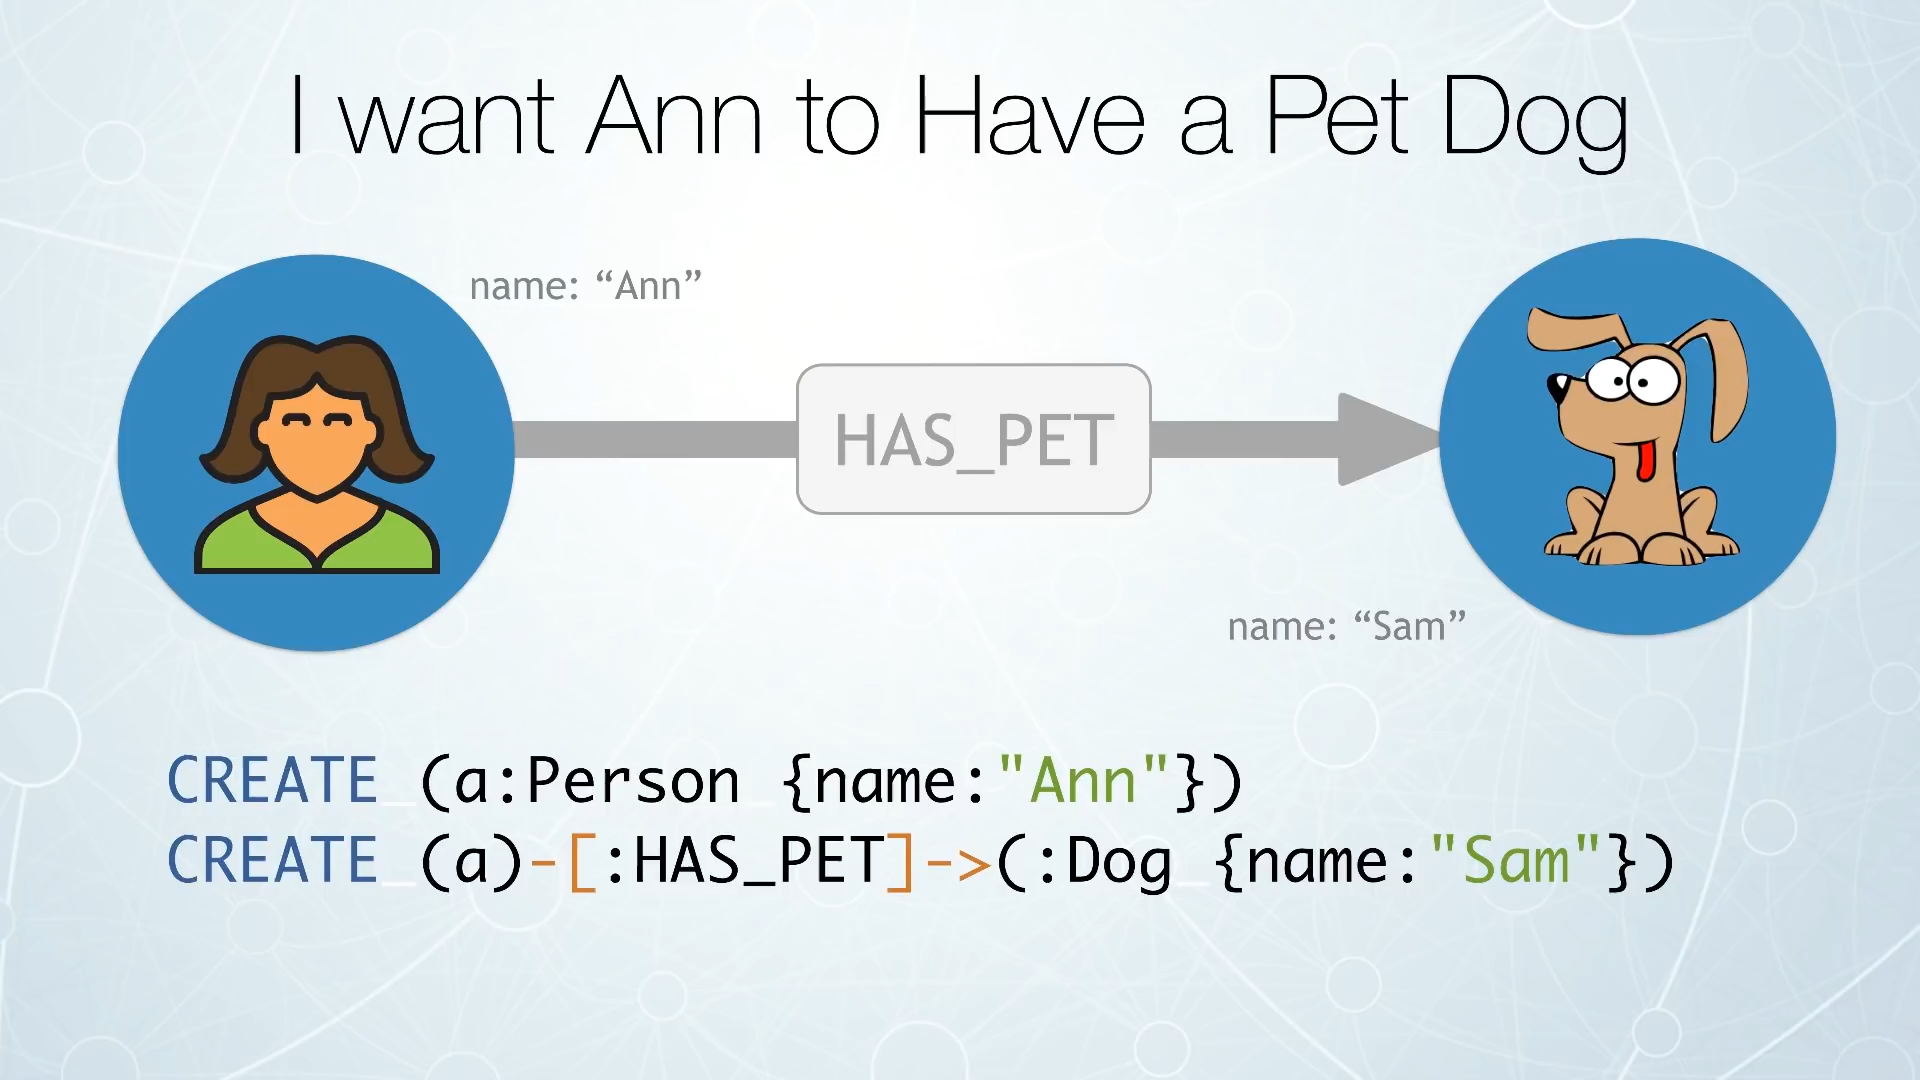 I want Ann to Have a Pet Dog
name: “Ann”
HAS_PET
name: “Sam”
CREATE (a:Person {name:"Ann"})
CREATE (a)-[:HAS_PET]->(:Dog {name:"Sam"})